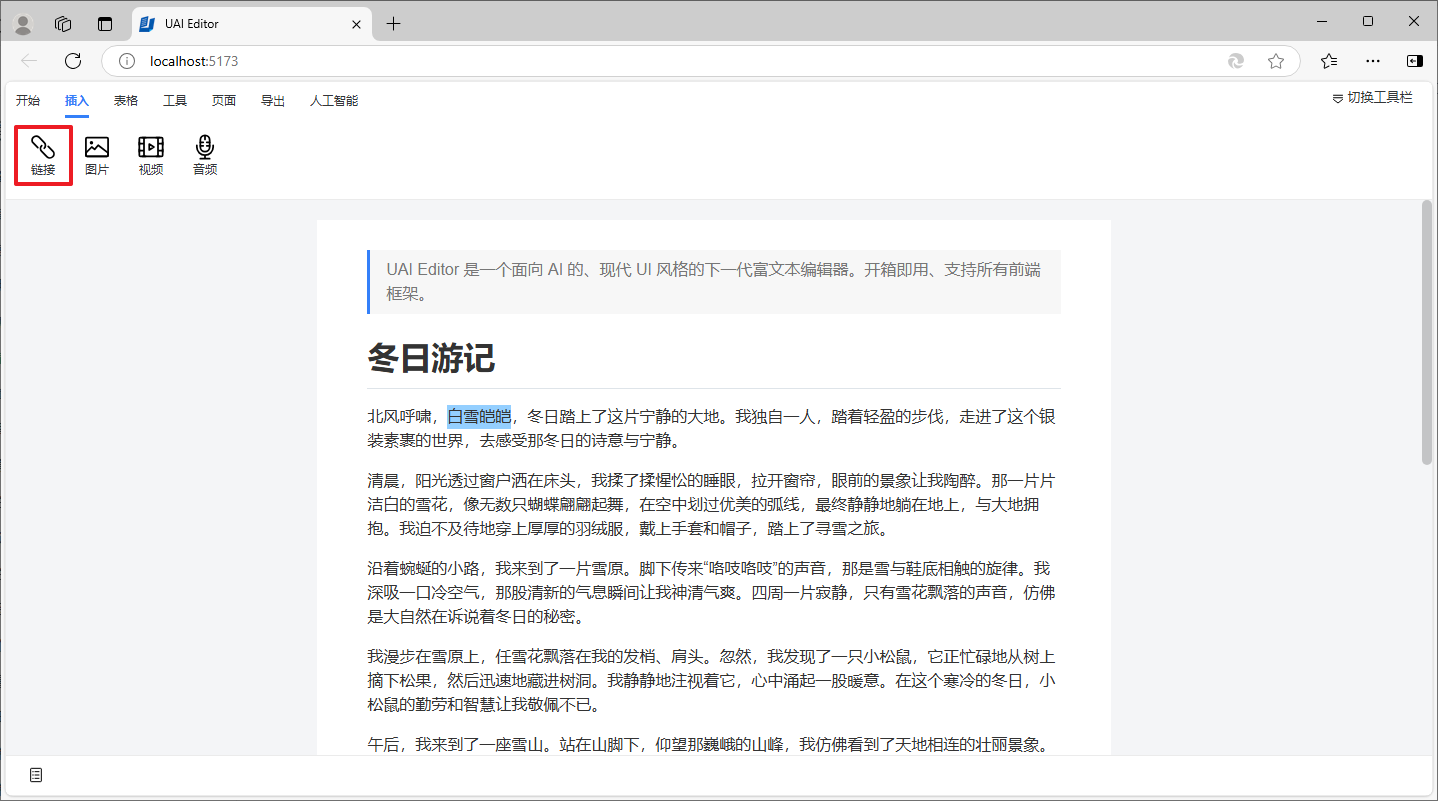 UAI Editor
localhost:5173
开始 插入 表格 工具 页面 导出 人工智能 切换工具栏
链接 图片 视频 音频
UAI Editor 是一个面向 AI 的、现代 UI 风格的下一代富文本编辑器。开箱即用、支持所有前端
框架。
冬日游记
北风呼啸，白雪皑皑，冬日踏上了这片宁静的大地。我独自一人，踏着轻盈的步伐，走进了这个银
装素裹的世界，去感受那冬日的诗意与宁静。
清晨，阳光透过窗户洒在床头，我揉了揉惺忪的睡眼，拉开窗帘，眼前的景象让我陶醉。那一片片
洁白的雪花，像无数只蝴蝶翩翩起舞，在空中划过优美的弧线，最终静静地躺在地上，与大地拥
抱。我迫不及待地穿上厚厚的羽绒服，戴上手套和帽子，踏上了寻雪之旅。
沿着蜿蜒的小路，我来到了一片雪原。脚下传来“咯吱咯吱”的声音，那是雪与鞋底相触的旋律。我
深吸一口冷空气，那股清新的气息瞬间让我神清气爽。四周一片寂静，只有雪花飘落的声音，仿佛
是大自然在诉说着冬日的秘密。
我漫步在雪原上，任雪花飘落在我的发梢、肩头。忽然，我发现了一只小松鼠，它正忙碌地从树上
摘下松果，然后迅速地藏进树洞。我静静地注视着它，心中涌起一股暖意。在这个寒冷的冬日，小
松鼠的勤劳和智慧让我敬佩不已。
午后，我来到了一座雪山。站在山脚下，仰望那巍峨的山峰，我仿佛看到了天地相连的壮丽景象。